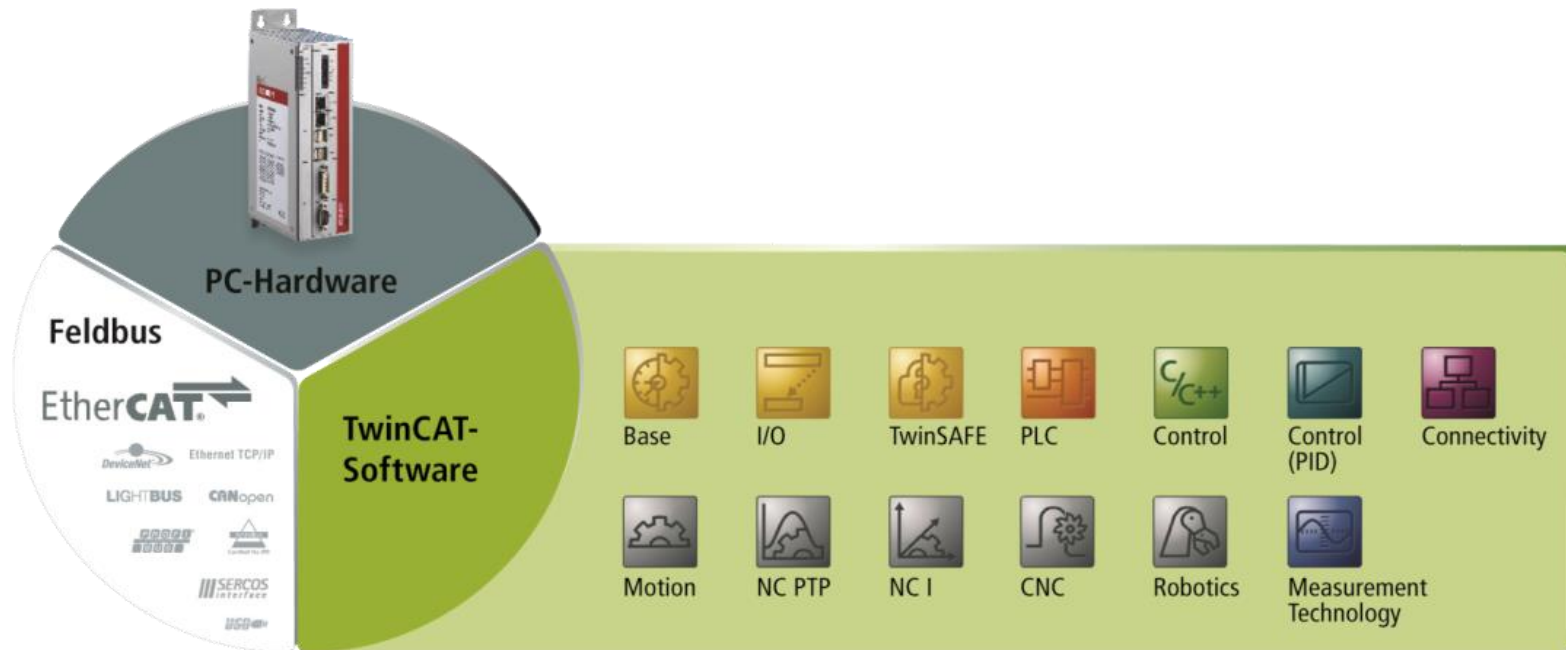 PC-Hardware
Feldbus
EtherCAT®
DeviceNet
Ethernet TCP/IP
LIGHTBUS
CANopen
SERCOS
interface
USB
TwinCAT-
Software
Base
I/O
TwinSAFE
PLC
C/C++
Control
Control
(PID)
Connectivity
Motion
NC PTP
NC I
CNC
Robotics
Measurement
Technology